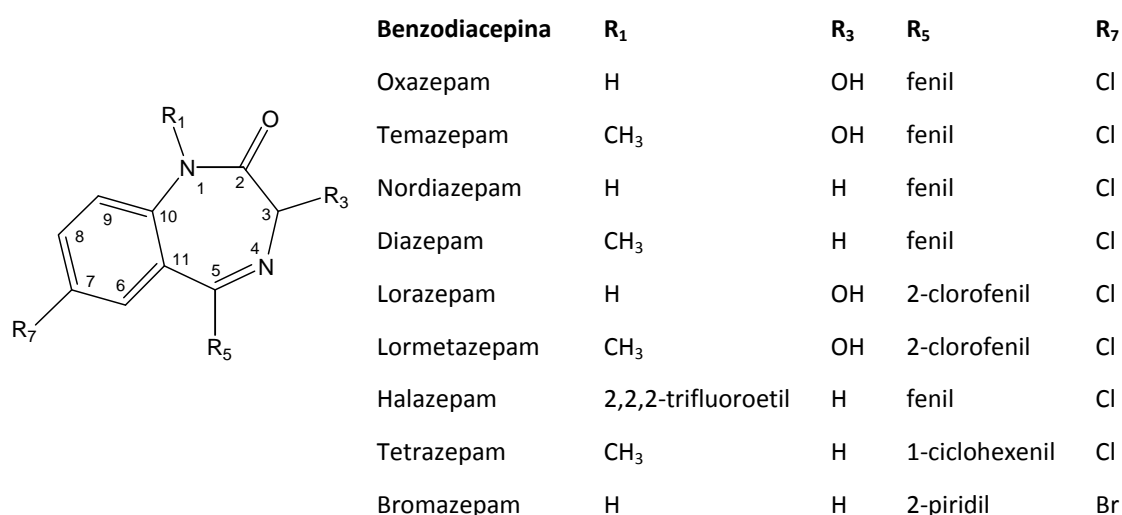 Benzodiacepina R₁ R₃ R₅ R₇
Oxazepam H OH fenil Cl
Temazepam CH₃ OH fenil Cl
Nordiazepam H H fenil Cl
Diazepam CH₃ H fenil Cl
Lorazepam H OH 2-clorofenil Cl
Lormetazepam CH₃ OH 2-clorofenil Cl
Halazepam 2,2,2-trifluoroetil H fenil Cl
Tetrazepam CH₃ H 1-ciclohexenil Cl
Bromazepam H H 2-piridil Br
R₁ O
N 1 2
R₃
9 10 3
8 4
11 N
7 6 5
R₇
R₅